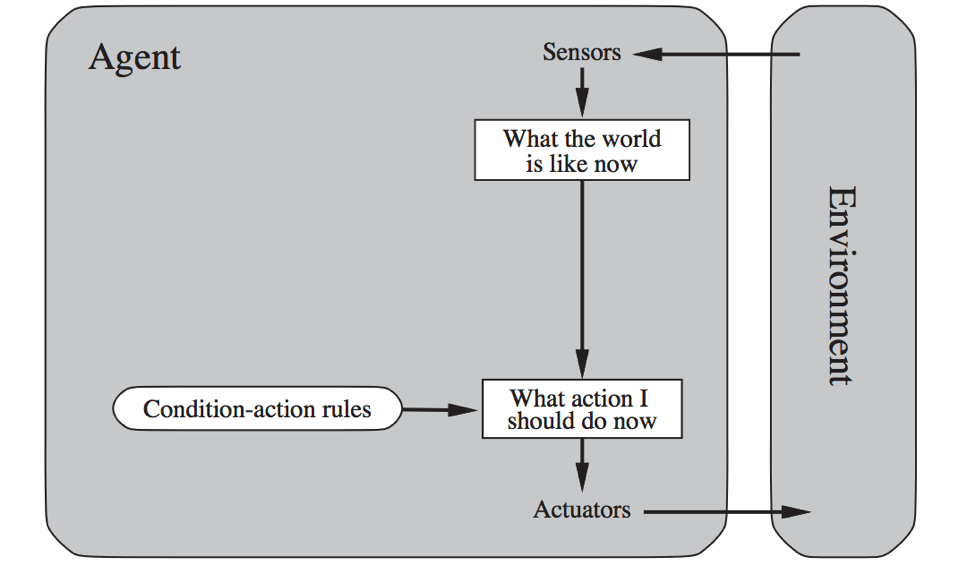 Agent
Sensors
What the world
is like now
Environment
Condition-action rules
What action I
should do now
Actuators